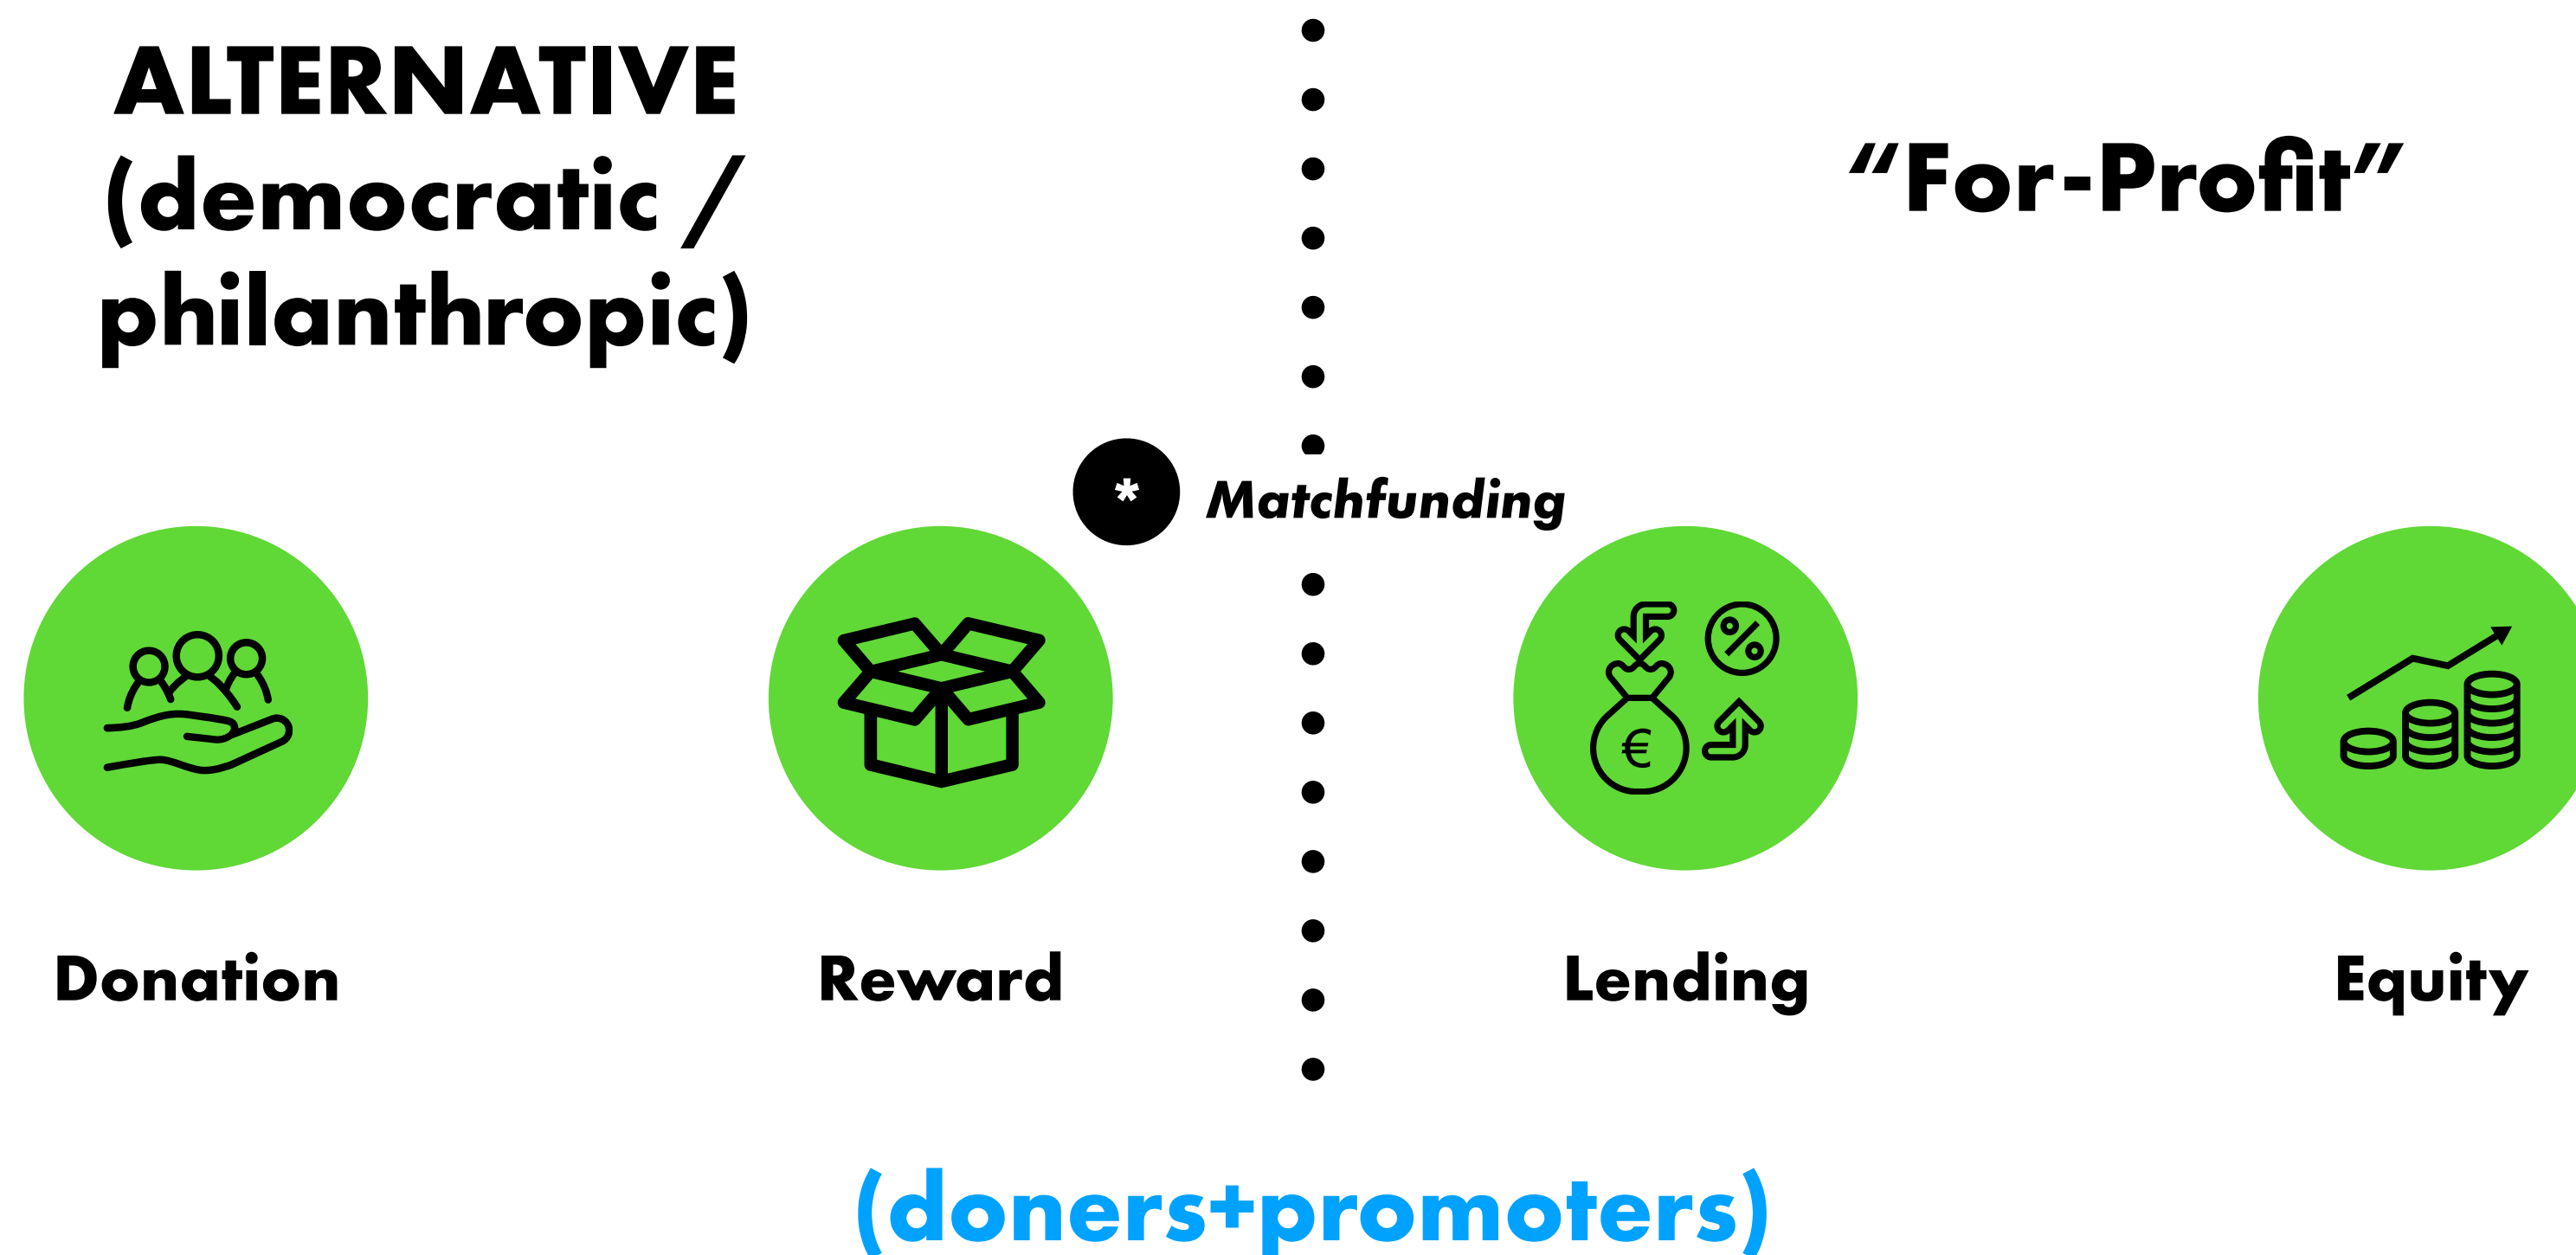 ALTERNATIVE
(democratic /
philanthropic)
“For-Profit”
* Matchfunding
%
€
Donation
Reward
Lending
Equity
(doners+promoters)